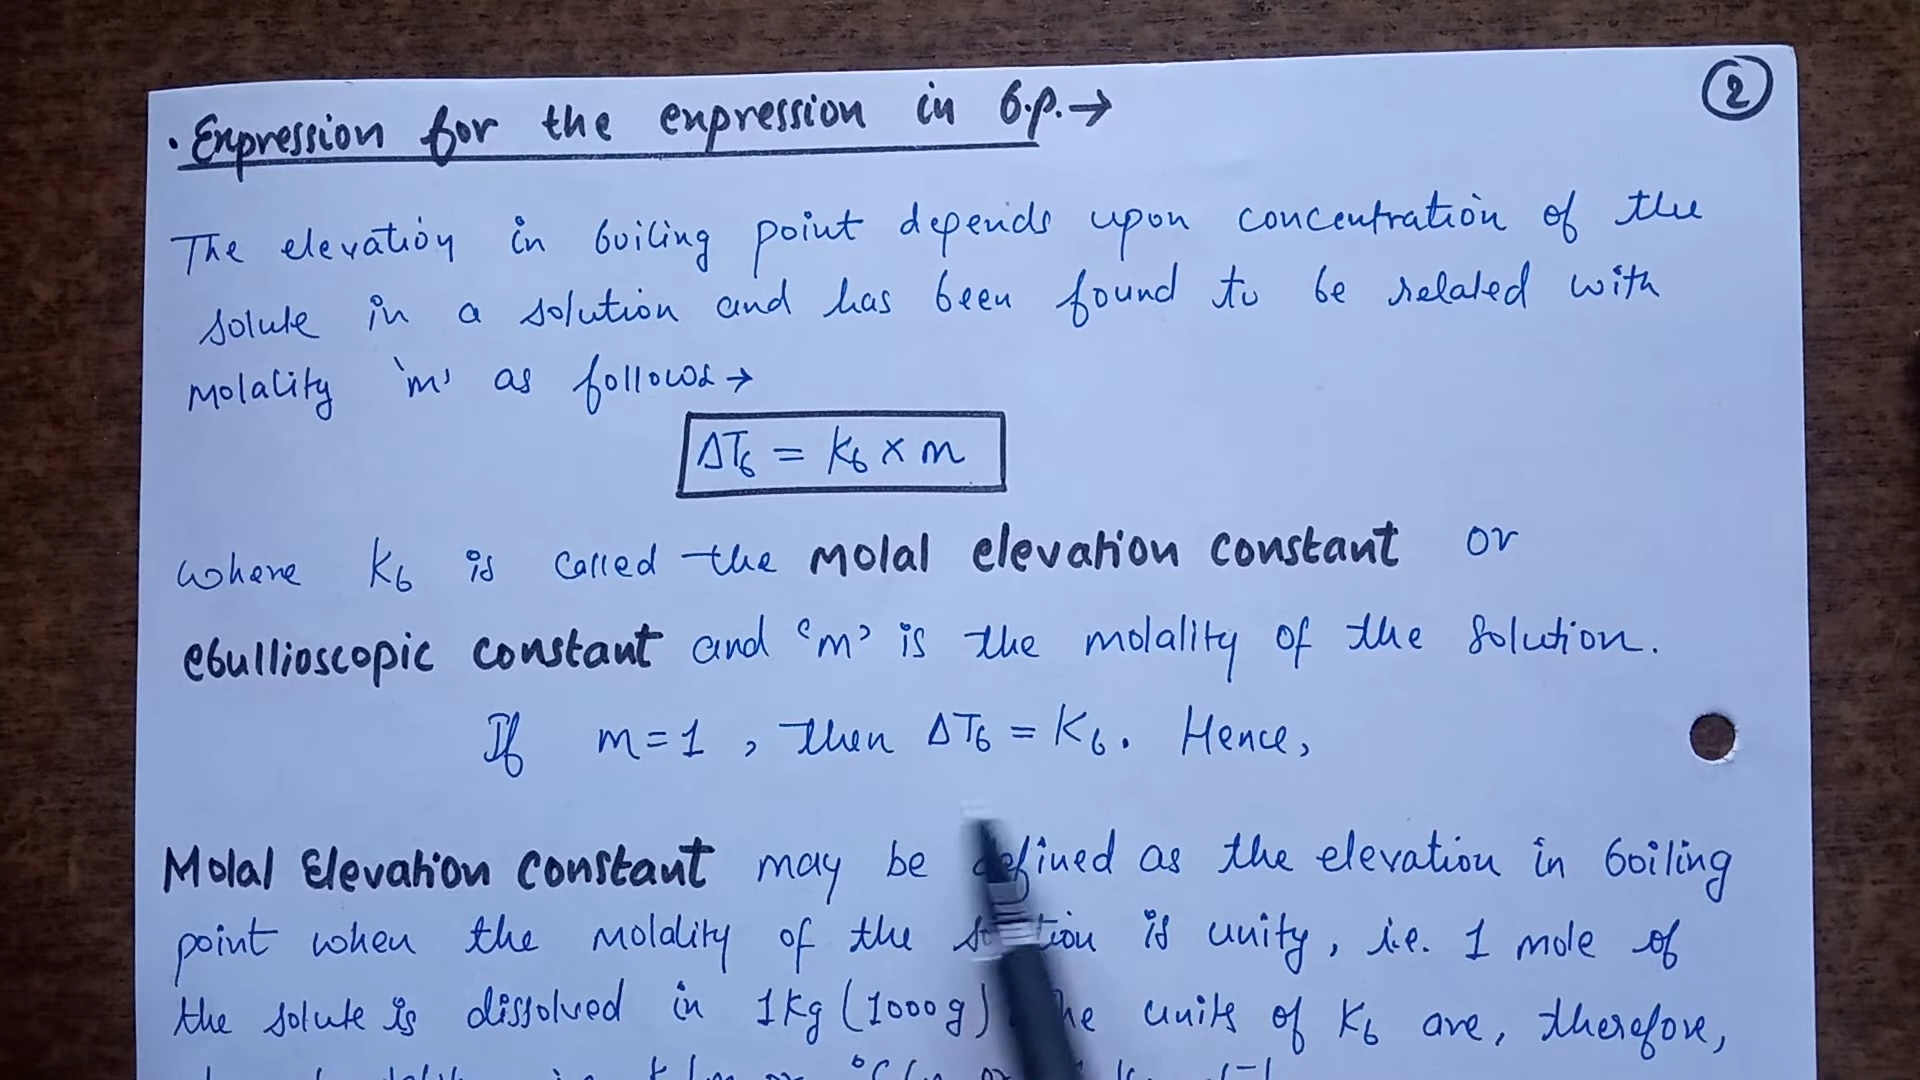 ②
· Expression for the expression in b.p. →
The elevation in boiling point depends upon concentration of the
solute in a solution and has been found to be related with
molality 'm' as follows →
ΔTb = Kb × m
where Kb is called the Molal elevation constant or
ebullioscopic constant and 'm' is the molality of the solution.
If m = 1, then ΔTb = Kb. Hence,
Molal Elevation Constant may be defined as the elevation in boiling
point when the molality of the solution is unity, i.e. 1 mole of
the solute is dissolved in 1 Kg (1000 g) units of Kb are, therefore,